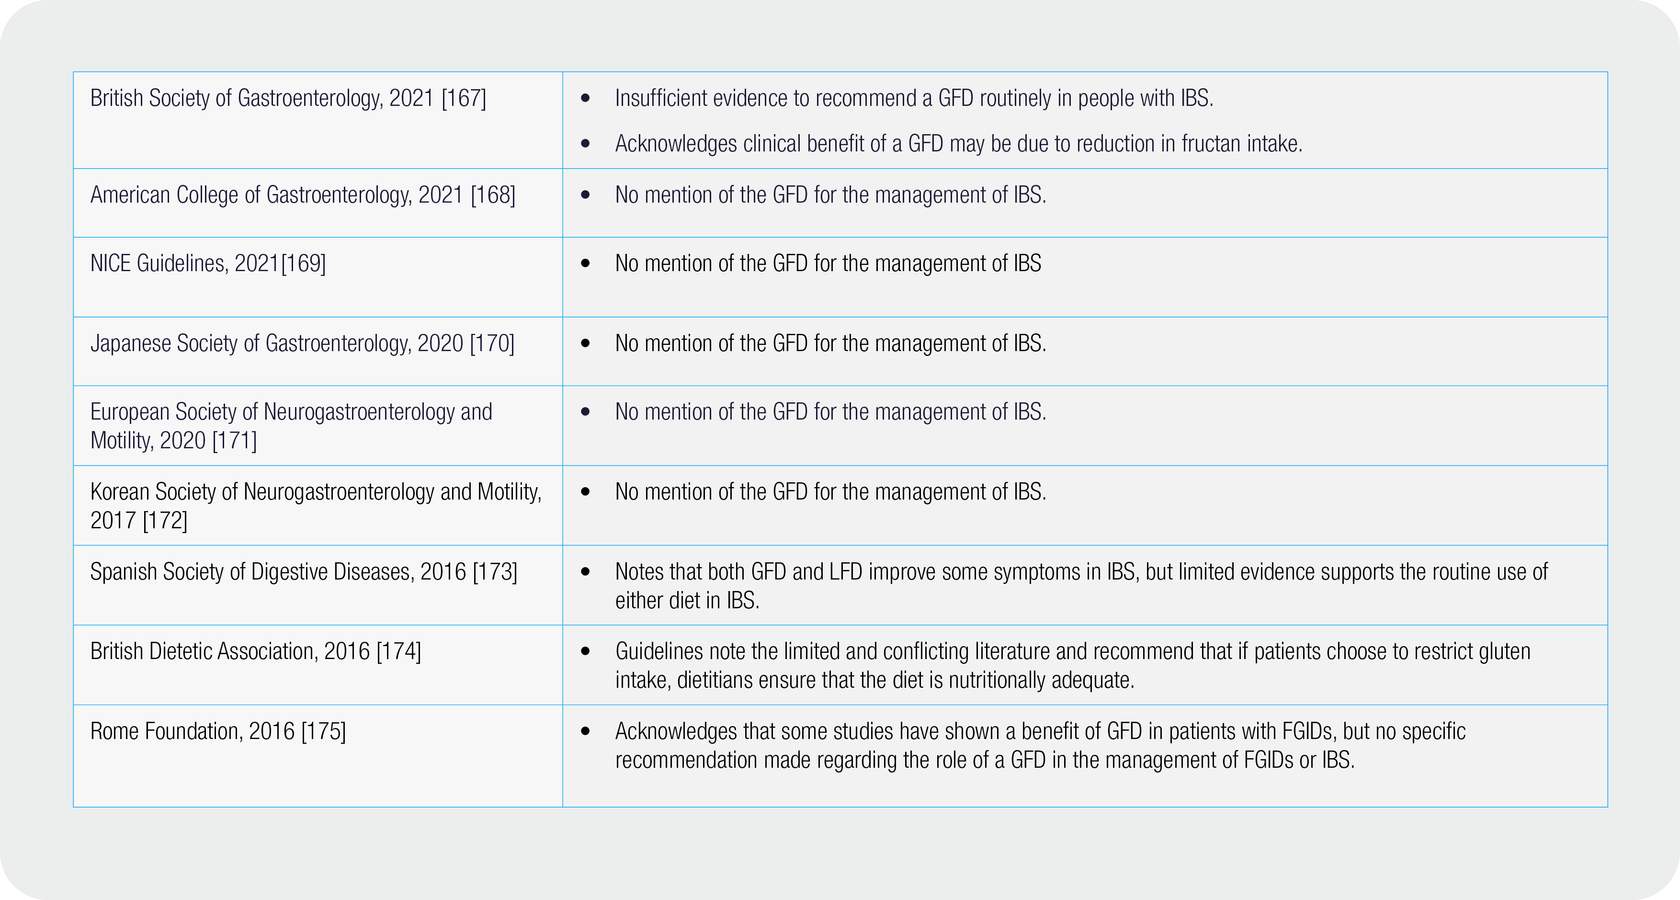 British Society of Gastroenterology, 2021 [167]
• Insufficient evidence to recommend a GFD routinely in people with IBS.
• Acknowledges clinical benefit of a GFD may be due to reduction in fructan intake.
American College of Gastroenterology, 2021 [168]
• No mention of the GFD for the management of IBS.
NICE Guidelines, 2021[169]
• No mention of the GFD for the management of IBS
Japanese Society of Gastroenterology, 2020 [170]
• No mention of the GFD for the management of IBS.
European Society of Neurogastroenterology and
Motility, 2020 [171]
• No mention of the GFD for the management of IBS.
Korean Society of Neurogastroenterology and Motility,
2017 [172]
• No mention of the GFD for the management of IBS.
Spanish Society of Digestive Diseases, 2016 [173]
• Notes that both GFD and LFD improve some symptoms in IBS, but limited evidence supports the routine use of
either diet in IBS.
British Dietetic Association, 2016 [174]
• Guidelines note the limited and conflicting literature and recommend that if patients choose to restrict gluten
intake, dietitians ensure that the diet is nutritionally adequate.
Rome Foundation, 2016 [175]
• Acknowledges that some studies have shown a benefit of GFD in patients with FGIDs, but no specific
recommendation made regarding the role of a GFD in the management of FGIDs or IBS.